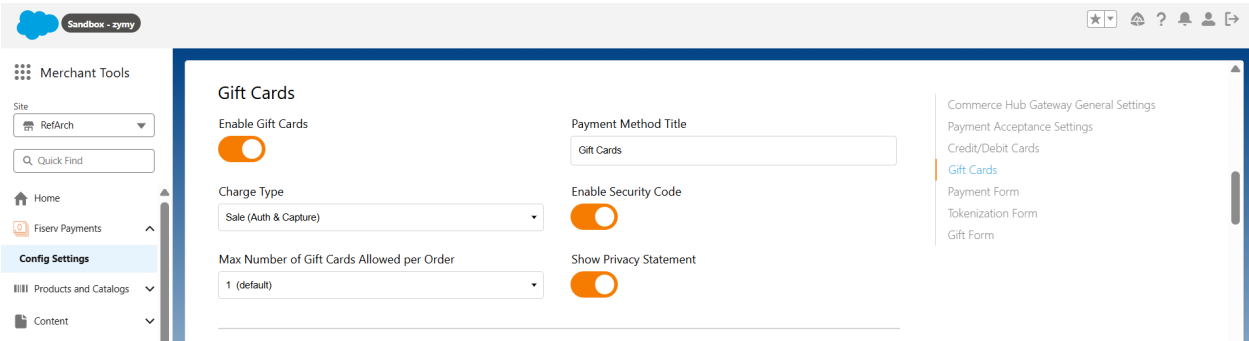 Sandbox - zymy
Merchant Tools
Site
RefArch
Quick Find
Home
Fiserv Payments
Config Settings
Products and Catalogs
Content
Gift Cards
Enable Gift Cards
Payment Method Title
Gift Cards
Charge Type
Enable Security Code
Sale (Auth & Capture)
Max Number of Gift Cards Allowed per Order
Show Privacy Statement
1 (default)
Commerce Hub Gateway General Settings
Payment Acceptance Settings
Credit/Debit Cards
Gift Cards
Payment Form
Tokenization Form
Gift Form